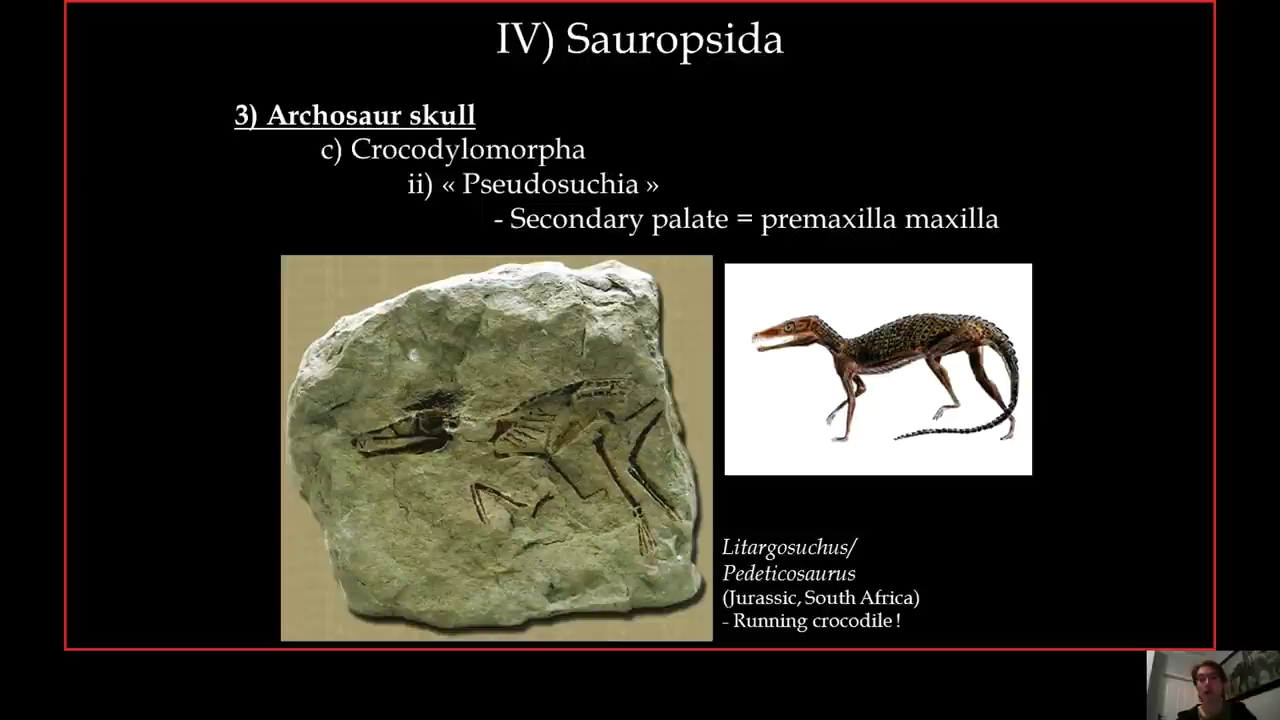 IV) Sauropsida
3) Archosaur skull
c) Crocodylomorpha
ii) « Pseudosuchia »
- Secondary palate = premaxilla maxilla
Litargosuchus/
Pedeticosaurus
(Jurassic, South Africa)
- Running crocodile !